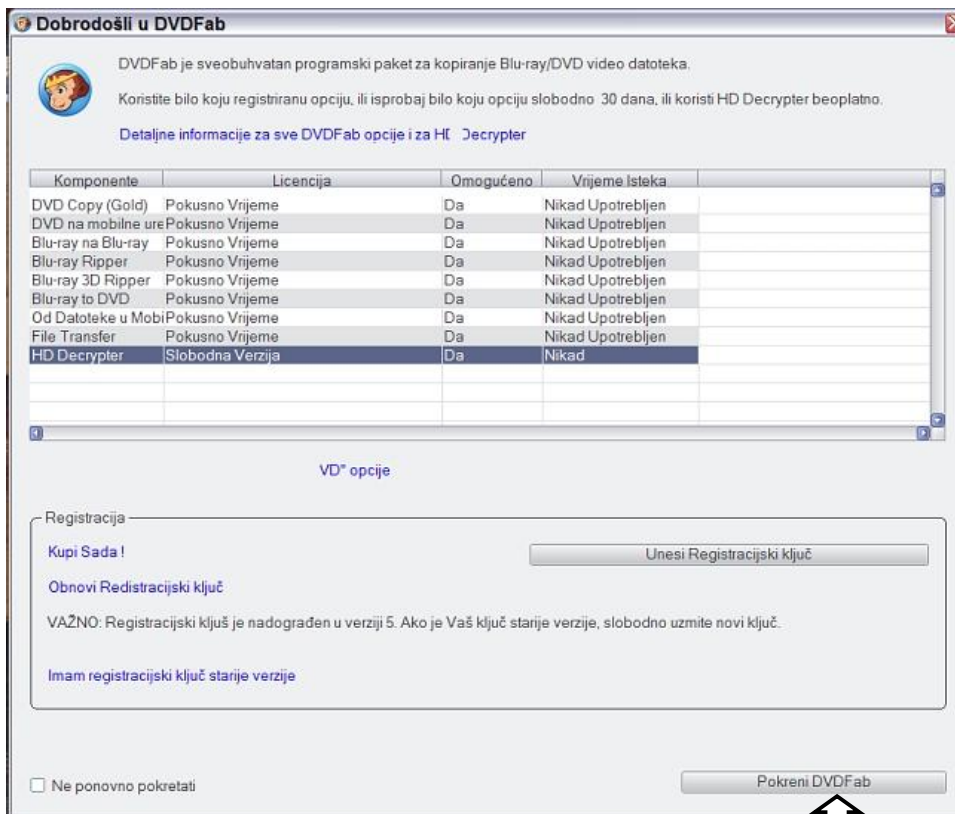 Dobrodošli u DVDFab
DVDFab je sveobuhvatan programski paket za kopiranje Blu-ray/DVD video datoteka.
Koristite bilo koju registriranu opciju, ili isprobaj bilo koju opciju slobodno 30 dana, ili koristi HD Decrypter beoplatno.
Detaljne informacije za sve DVDFab opcije i za Decrypter
Komponente Licencija Omogućeno Vrijeme Isteka
DVD Copy (Gold) Pokusno Vrijeme Da Nikad Upotrebljen
DVD na mobilne ure Pokusno Vrijeme Da Nikad Upotrebljen
Blu-ray na Blu-ray Pokusno Vrijeme Da Nikad Upotrebljen
Blu-ray Ripper Pokusno Vrijeme Da Nikad Upotrebljen
Blu-ray 3D Ripper Pokusno Vrijeme Da Nikad Upotrebljen
Blu-ray to DVD Pokusno Vrijeme Da Nikad Upotrebljen
Od Datoteke u Mobi Pokusno Vrijeme Da Nikad Upotrebljen
File Transfer Pokusno Vrijeme Da Nikad Upotrebljen
HD Decrypter Slobodna Verzija Da Nikad
VD" opcije
Registracija
Kupi Sada !
Unesi Registracijski ključ
Obnovi Redistracijski ključ
VAŽNO: Registracijski ključ je nadograđen u verziji 5. Ako je Vaš ključ starije verzije, slobodno uzmite novi ključ.
Imam registracijski ključ starije verzije
Ne ponovno pokretati
Pokreni DVDFab